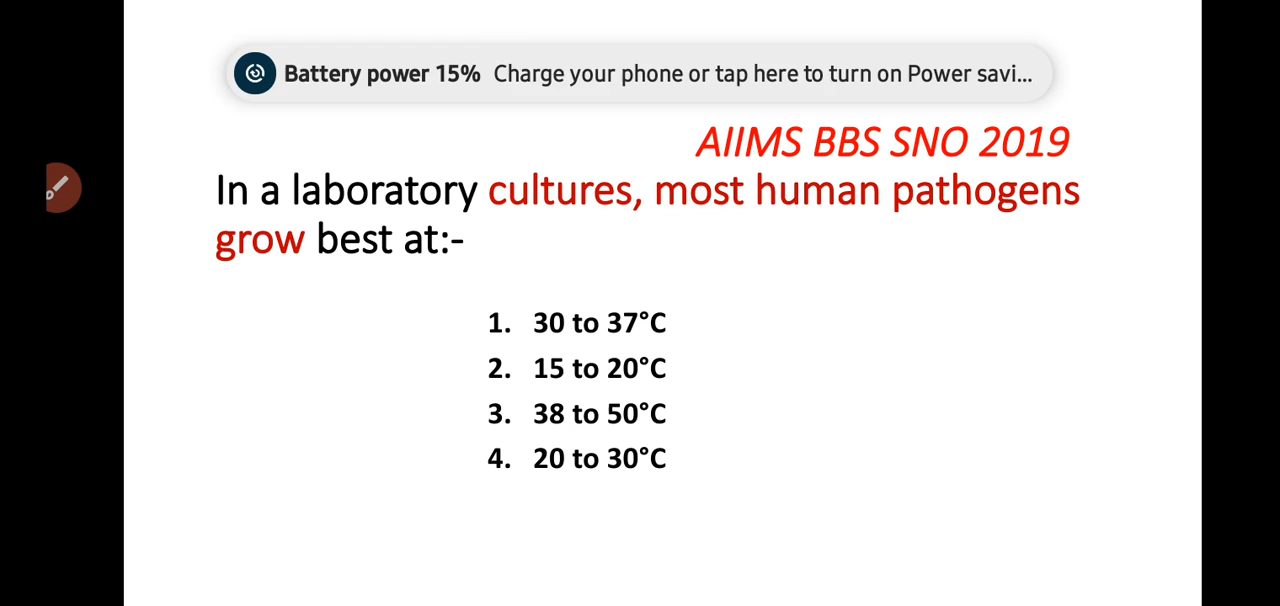 Battery power 15% Charge your phone or tap here to turn on Power savi...
AIIMS BBS SNO 2019
In a laboratory cultures, most human pathogens
grow best at:-
1. 30 to 37°C
2. 15 to 20°C
3. 38 to 50°C
4. 20 to 30°C